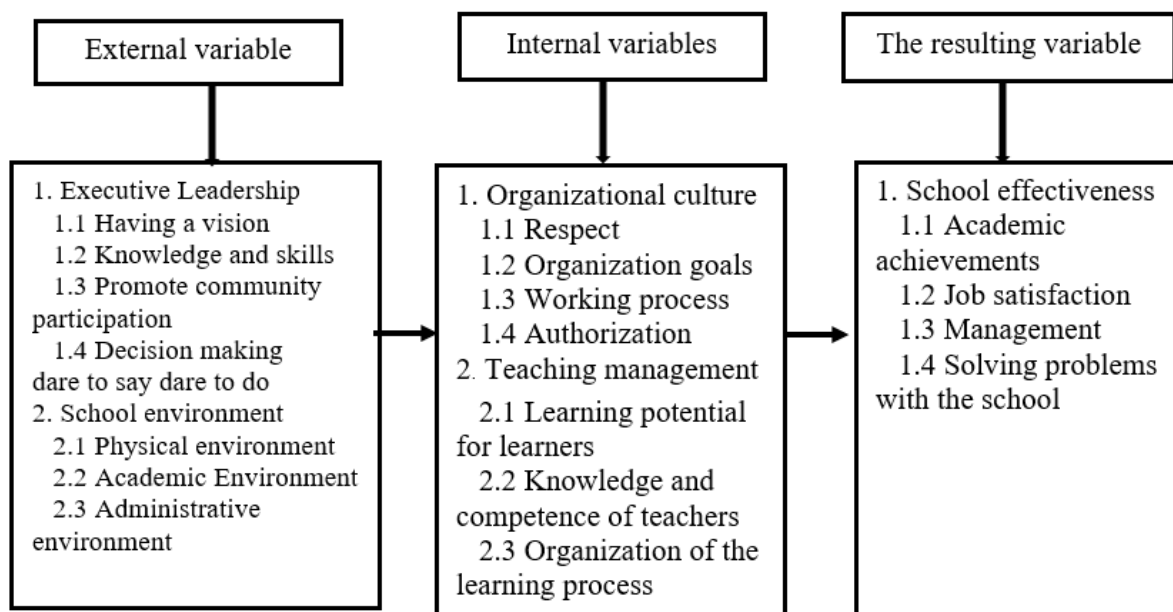 External variable
1. Executive Leadership
1.1 Having a vision
1.2 Knowledge and skills
1.3 Promote community
participation
1.4 Decision making
dare to say dare to do
2. School environment
2.1 Physical environment
2.2 Academic Environment
2.3 Administrative
environment
Internal variables
1. Organizational culture
1.1 Respect
1.2 Organization goals
1.3 Working process
1.4 Authorization
2. Teaching management
2.1 Learning potential
for learners
2.2 Knowledge and
competence of teachers
2.3 Organization of the
learning process
The resulting variable
1. School effectiveness
1.1 Academic
achievements
1.2 Job satisfaction
1.3 Management
1.4 Solving problems
with the school